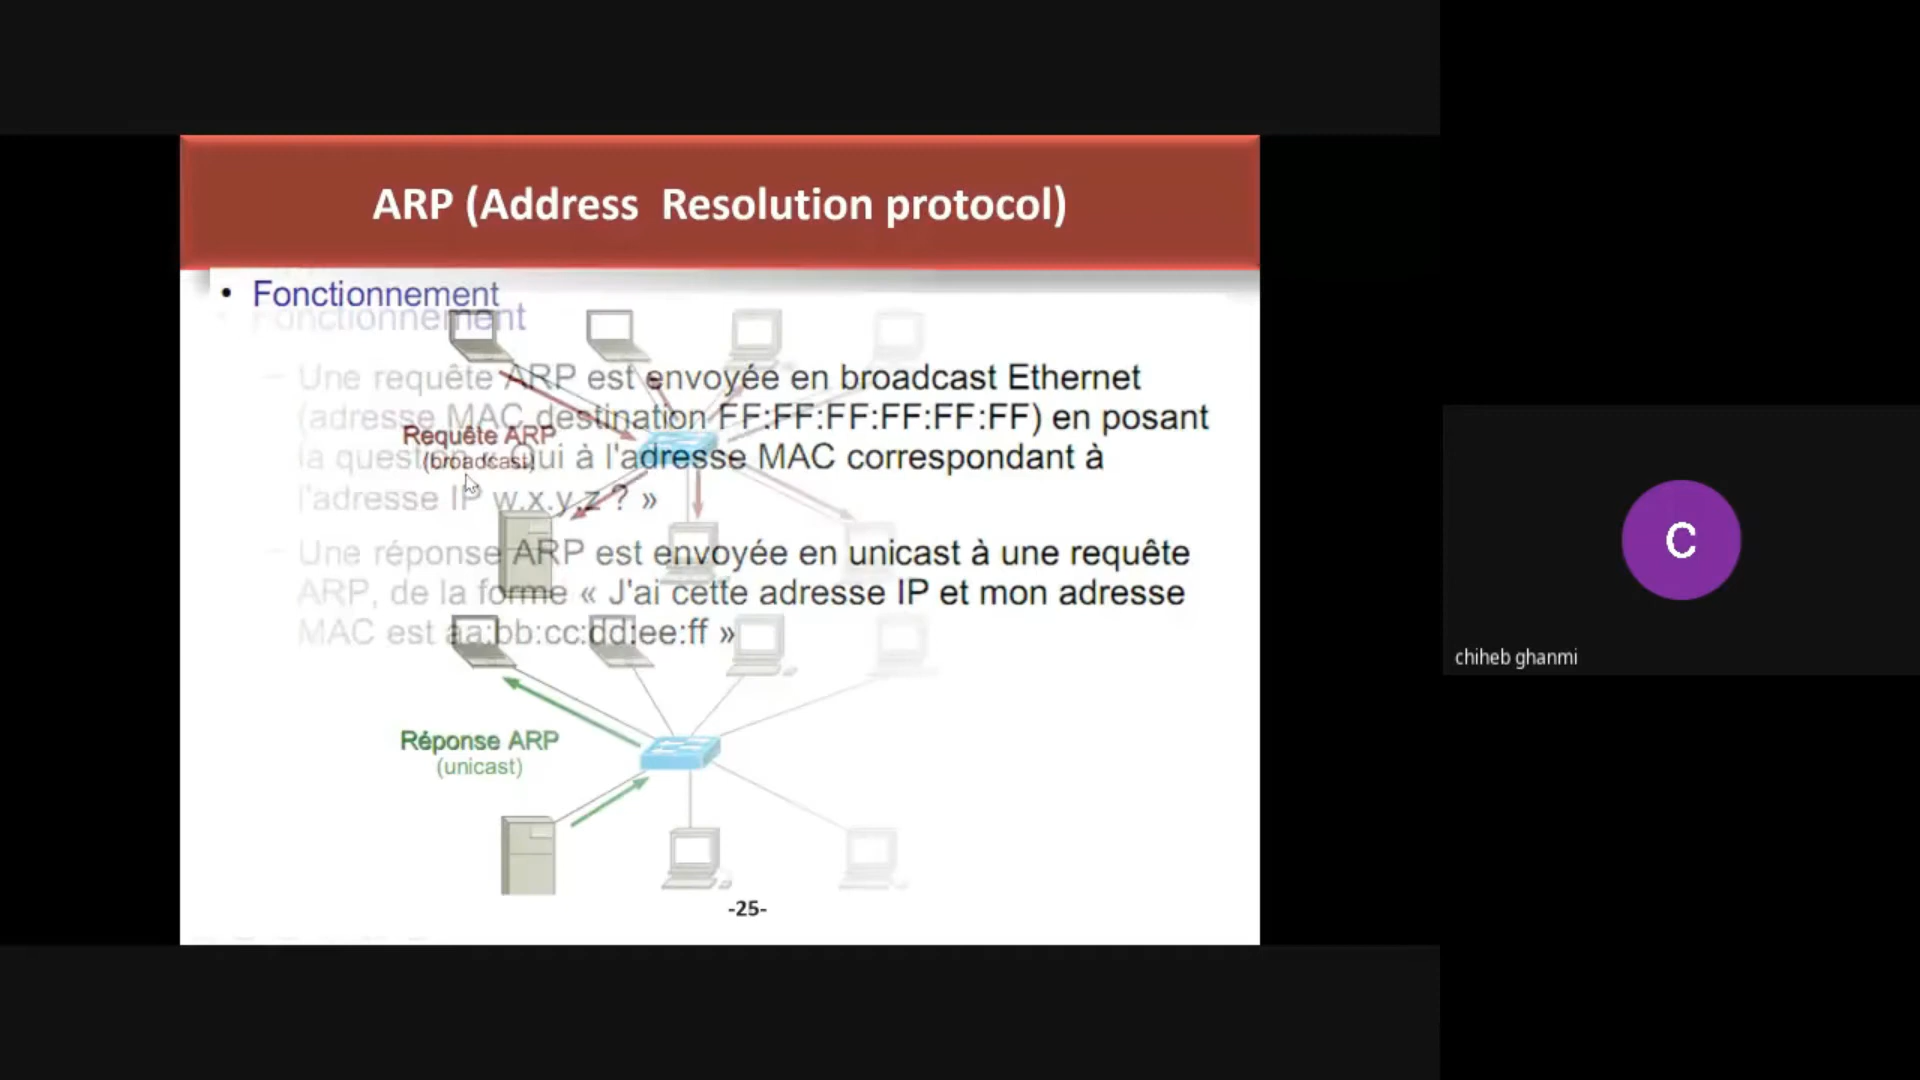 ARP (Address Resolution protocol)
• Fonctionnement
Fonctionnement
– Une requête ARP est envoyée en broadcast Ethernet
(adresse MAC destination FF:FF:FF:FF:FF:FF) en posant
la question « Qui à l'adresse MAC correspondant à
l'adresse IP w.x.y.z ? »
Requête ARP
(broadcast)
– Une réponse ARP est envoyée en unicast à une requête
ARP, de la forme « J'ai cette adresse IP et mon adresse
MAC est aa:bb:cc:dd:ee:ff »
Réponse ARP
(unicast)
-25-
C
chiheb ghanmi